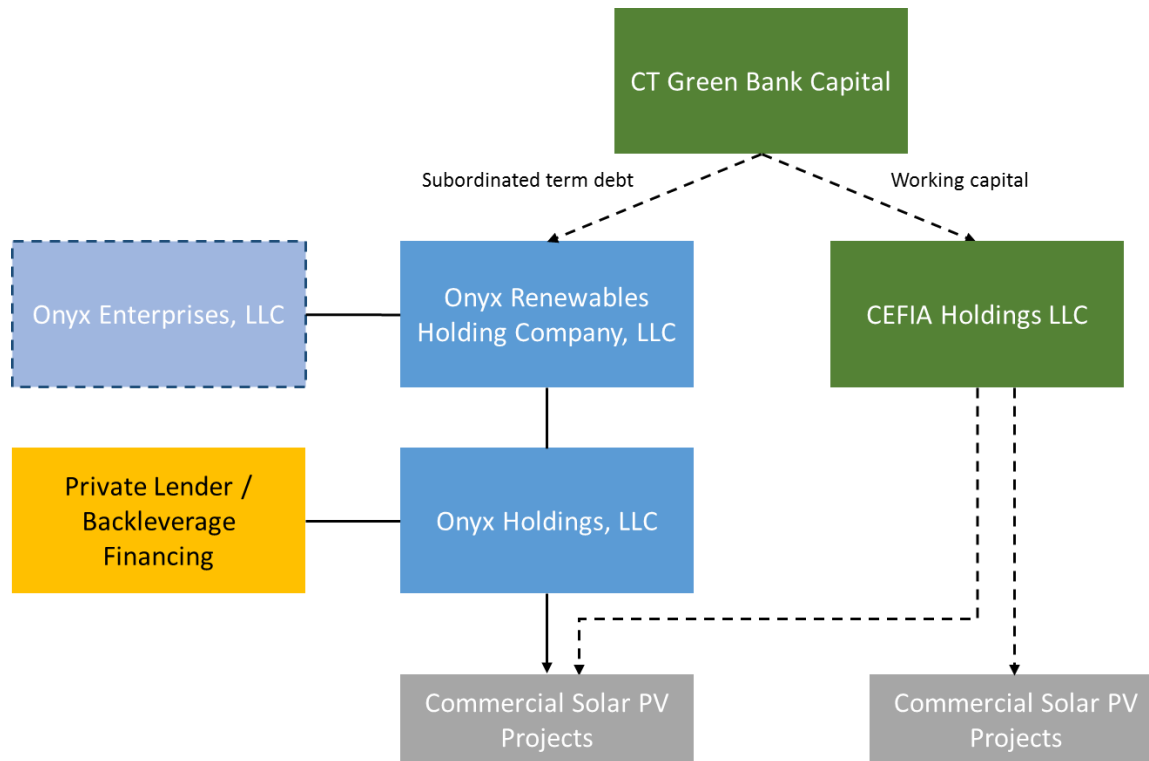 CT Green Bank Capital
Subordinated term debt
Working capital
Onyx Enterprises, LLC
Onyx Renewables
Holding Company, LLC
CEFIA Holdings LLC
Private Lender /
Backleverage
Financing
Onyx Holdings, LLC
Commercial Solar PV
Projects
Commercial Solar PV
Projects